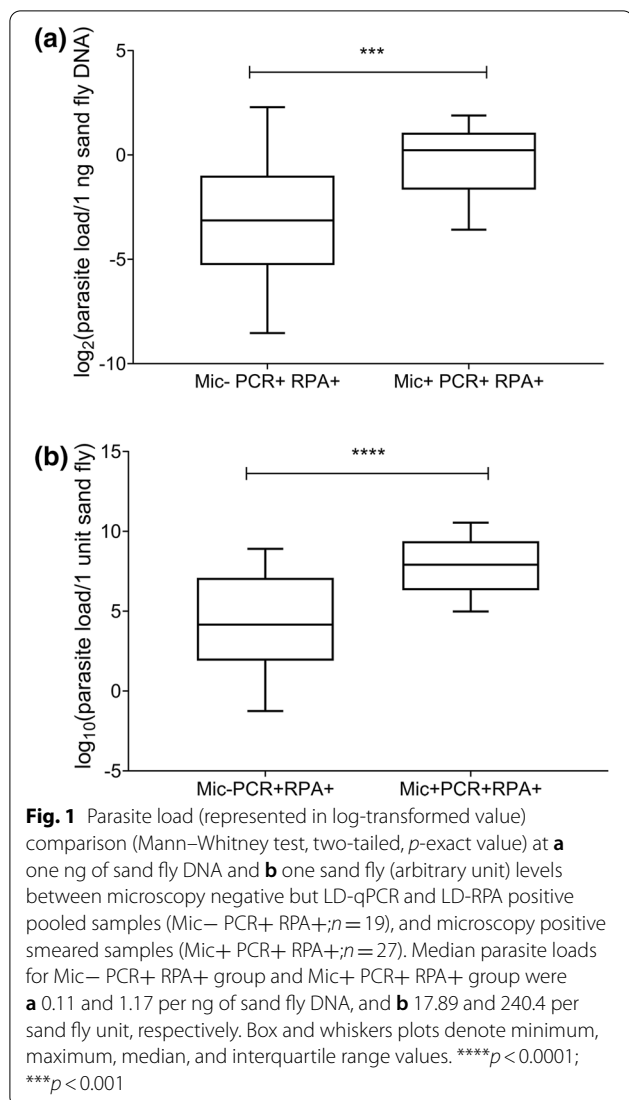 (a)
***
log₂(parasite load/1 ng sand fly DNA)
5
0
-5
-10
Mic- PCR+ RPA+
Mic+ PCR+ RPA+
(b)
****
log₁₀(parasite load/1 unit sand fly)
15
10
5
0
-5
Mic-PCR+RPA+
Mic+PCR+RPA+
Fig. 1 Parasite load (represented in log-transformed value)
comparison (Mann–Whitney test, two-tailed, p-exact value) at a
one ng of sand fly DNA and b one sand fly (arbitrary unit) levels
between microscopy negative but LD-qPCR and LD-RPA positive
pooled samples (Mic− PCR+ RPA+;n = 19), and microscopy positive
smeared samples (Mic+ PCR+ RPA+;n = 27). Median parasite loads
for Mic− PCR+ RPA+ group and Mic+ PCR+ RPA+ group were
a 0.11 and 1.17 per ng of sand fly DNA, and b 17.89 and 240.4 per
sand fly unit, respectively. Box and whiskers plots denote minimum,
maximum, median, and interquartile range values. ****p < 0.0001;
***p < 0.001